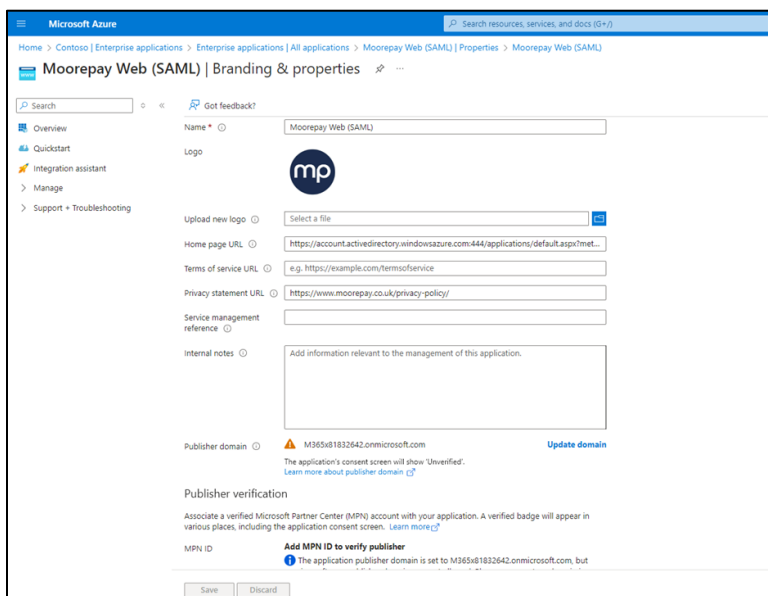 Microsoft Azure
Search resources, services, and docs (G+/)
Home > Contoso | Enterprise applications > Enterprise applications | All applications > Moorepay Web (SAML) | Properties > Moorepay Web (SAML)
www
Moorepay Web (SAML) | Branding & properties
Search
Got feedback?
Overview
Quickstart
Integration assistant
Manage
Support + Troubleshooting
Name *
Moorepay Web (SAML)
Logo
mp
Upload new logo
Select a file
Home page URL
https://account.activedirectory.windowsazure.com:444/applications/default.aspx?met...
Terms of service URL
e.g. https://example.com/termsofservice
Privacy statement URL
https://www.moorepay.co.uk/privacy-policy/
Service management
reference
Internal notes
Add information relevant to the management of this application.
Publisher domain
M365x81832642.onmicrosoft.com
Update domain
The application's consent screen will show 'Unverified'.
Learn more about publisher domain
Publisher verification
Associate a verified Microsoft Partner Center (MPN) account with your application. A verified badge will appear in
various places, including the application consent screen. Learn more
MPN ID
Add MPN ID to verify publisher
The application publisher domain is set to M365x81832642.onmicrosoft.com, but
Save
Discard